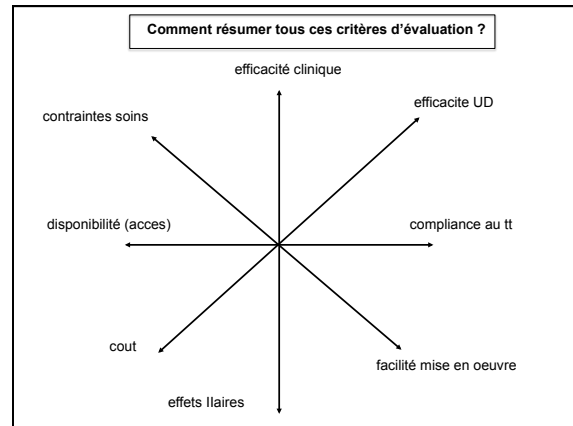 Comment résumer tous ces critères d'évaluation ?
efficacité clinique
efficacite UD
contraintes soins
disponibilité (acces)
compliance au tt
cout
facilité mise en oeuvre
effets IIaires